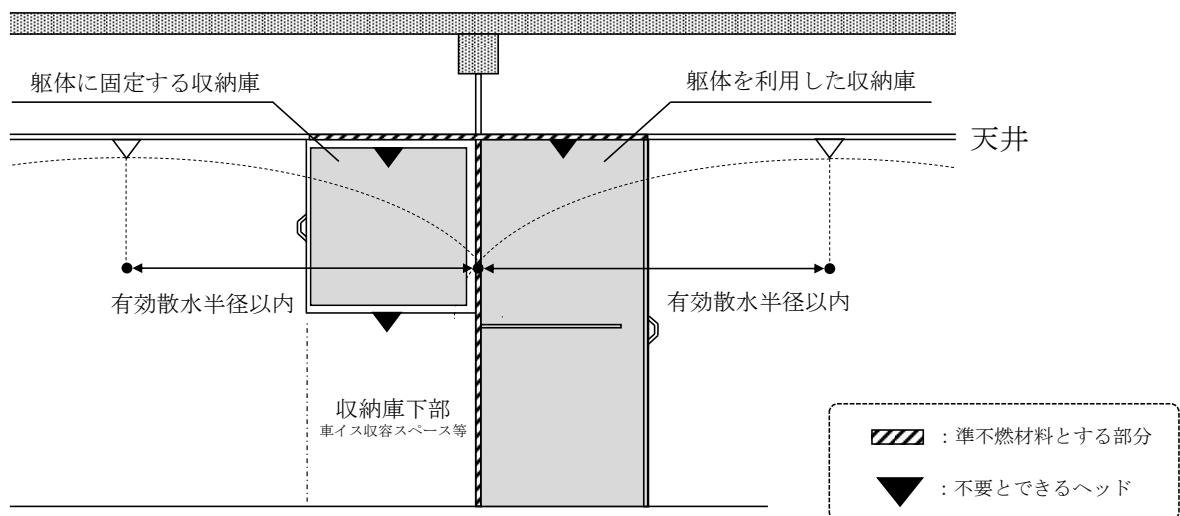 躯体に固定する収納庫
躯体を利用した収納庫
天井
有効散水半径以内
有効散水半径以内
収納庫下部
車イス収容スペース等
：準不燃材料とする部分
：不要とできるヘッド